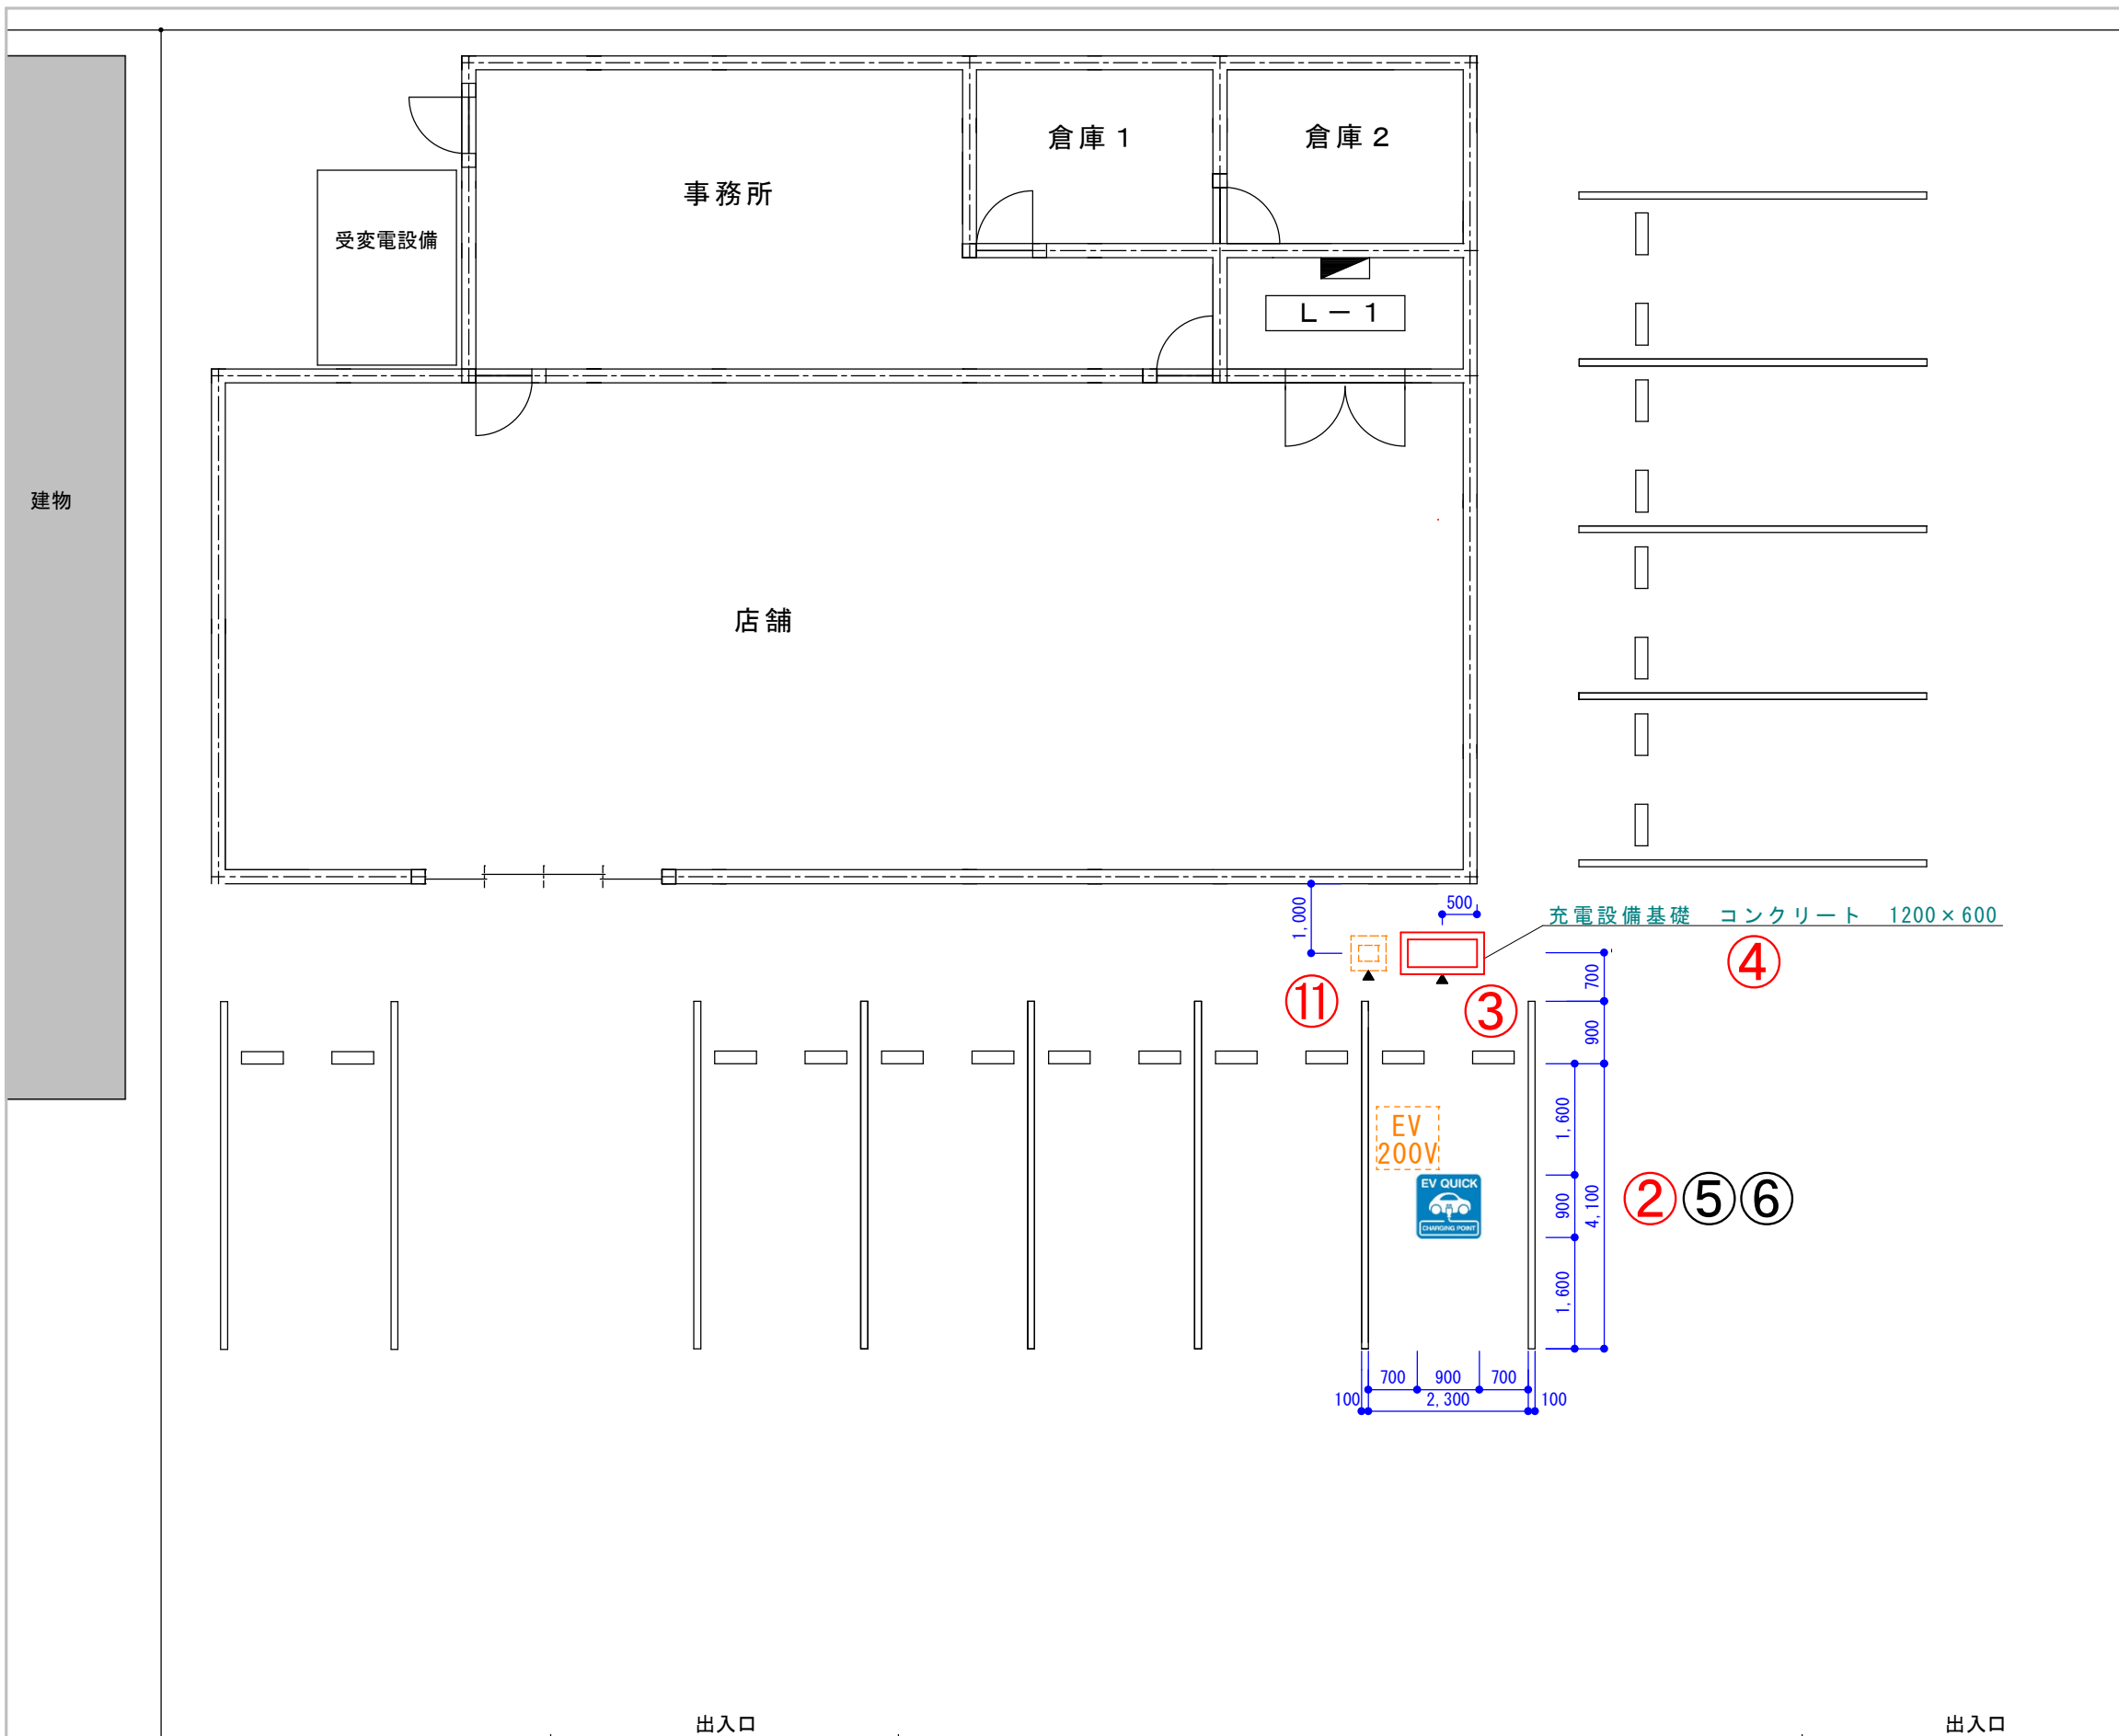 倉庫１
倉庫２
事務所
受変電設備
Ｌ－１
建物
店舗
500
1,000
充電設備基礎　コンクリート　1200×600
④
700
⑪
③
900
1,600
EV
200V
EV QUICK
CHARGING POINT
900
4,100
②⑤⑥
1,600
700
900
700
100
2,300
100
出入口
出入口